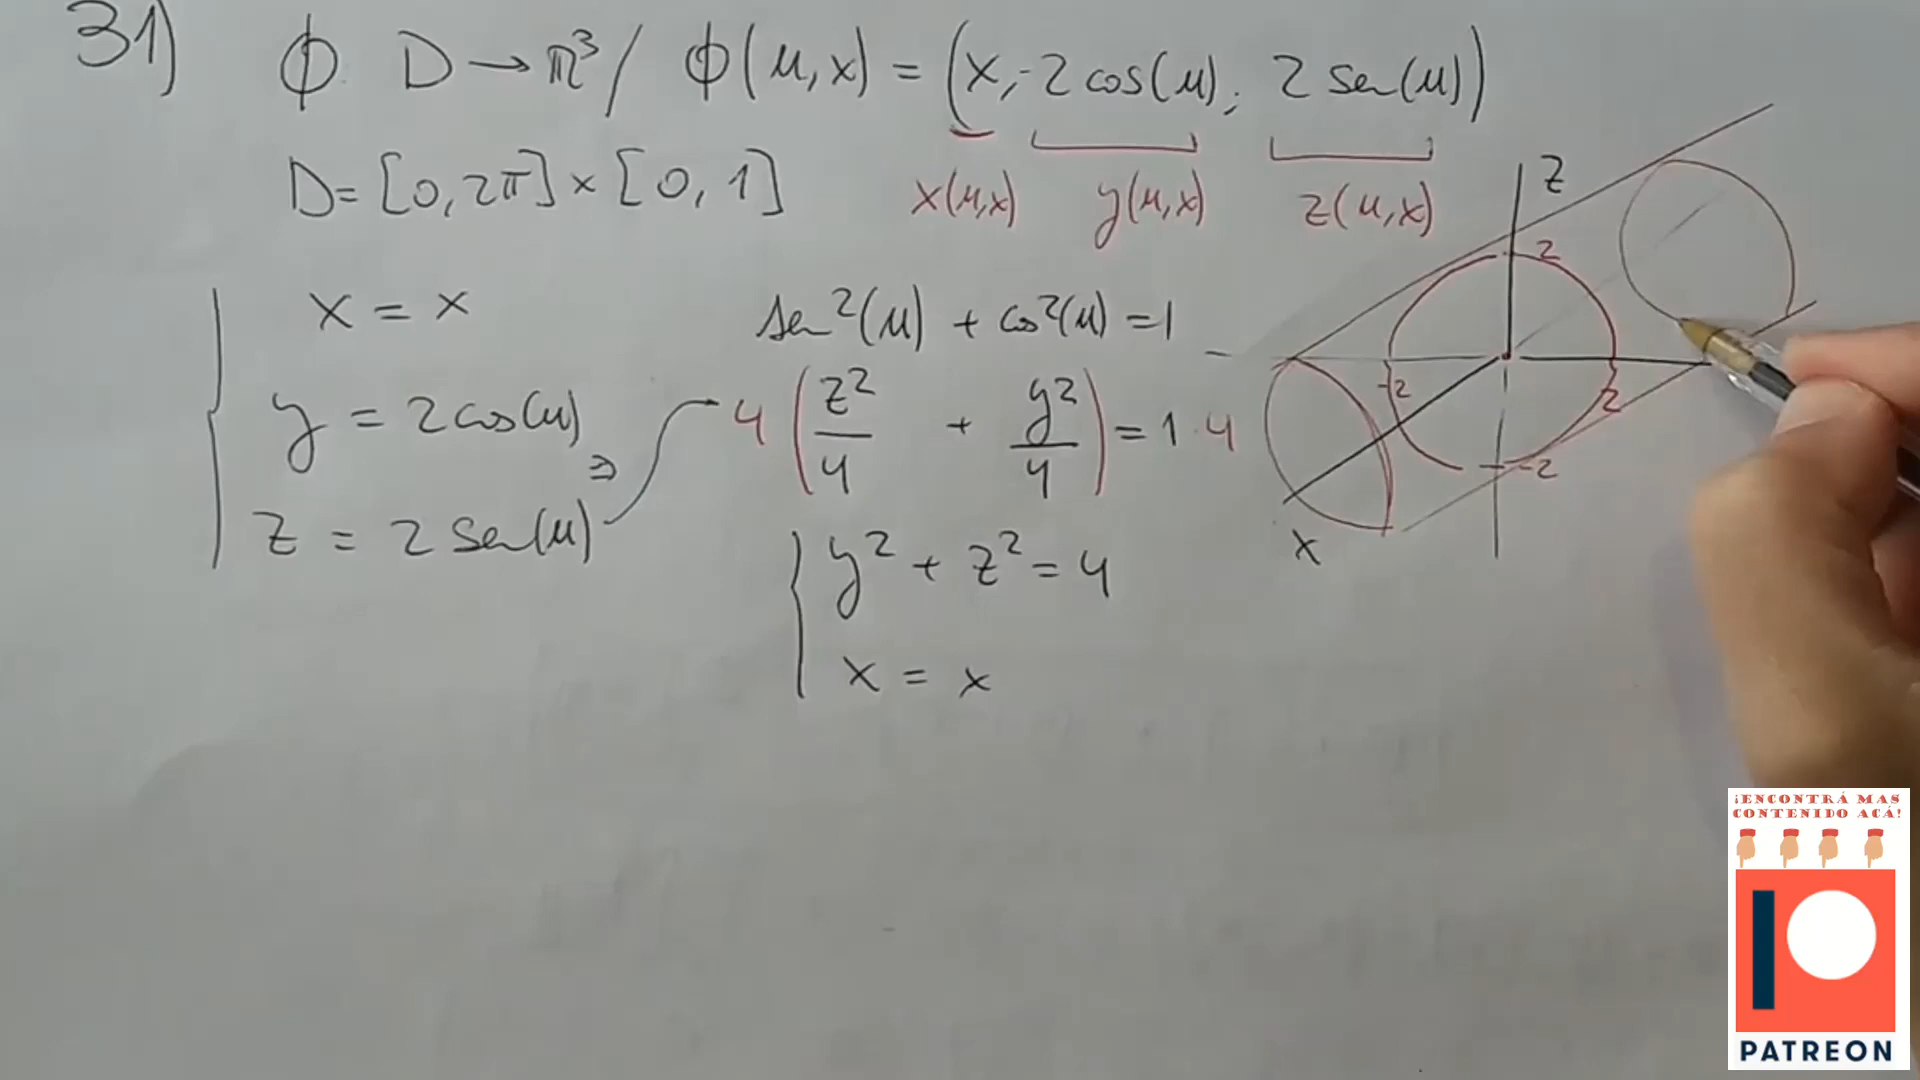 31) Φ. D → ℝ³ / Φ(μ,x) = (x; 2 cos(μ); 2 sen(μ))
D = [0,2π] × [0,1]
x(μ,x) y(μ,x) z(μ,x)
x = x
y = 2 cos(μ)
z = 2 sen(μ)
⇒
sen²(μ) + cos²(μ) = 1
4 (z²/4 + y²/4) = 1·4
y² + z² = 4
x = x
z
2
-2
2
-2
x
¡ENCONTRÁ MAS
CONTENIDO ACÁ!
PATREON